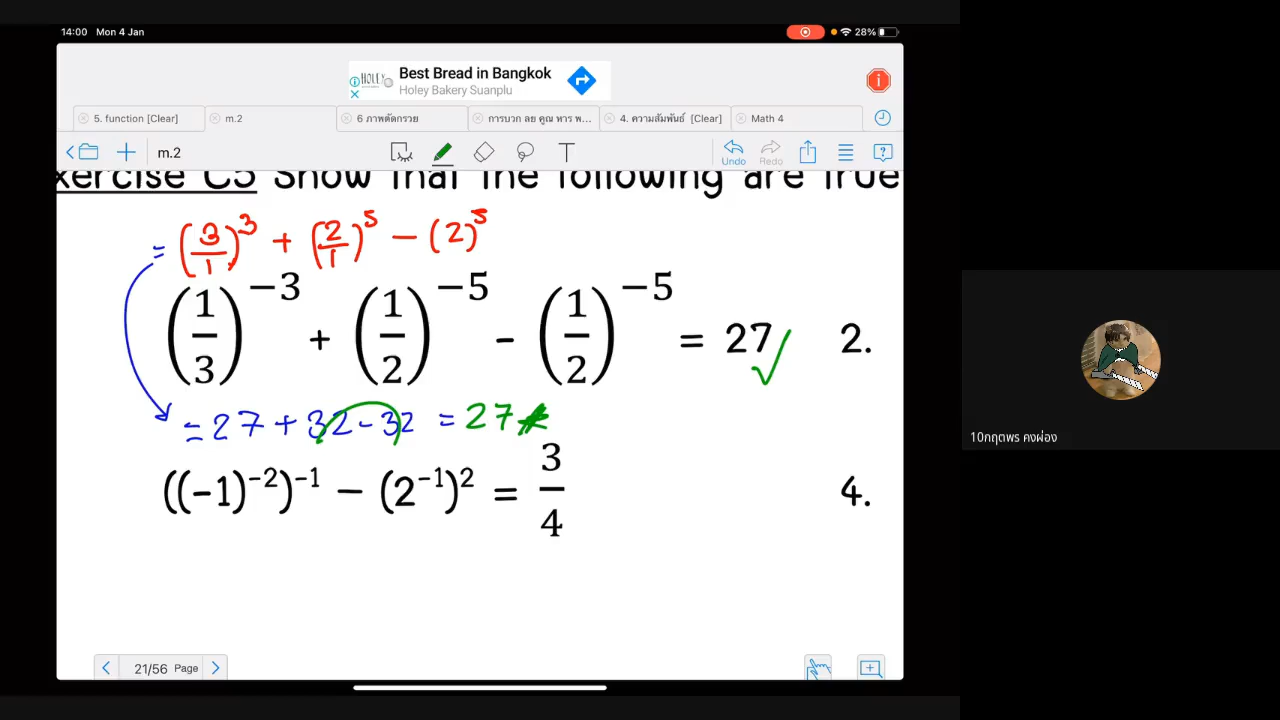 14:00 Mon 4 Jan
28%
HOLEY
Best Bread in Bangkok
Holey Bakery Suanplu
5. function [Clear]
m.2
6 ภาพตัดกรวย
การบวก ลย คูณ หาร พ...
4. ความสัมพันธ์ [Clear]
Math 4
m.2
Undo
Redo
xercise C5 Show that the following are true
= (3/1)^3 + (2/1)^5 − (2)^5
(1/3)^−3 + (1/2)^−5 - (1/2)^−5 = 27 2.
= 27 + 32 − 32 = 27
((-1)^−2)^−1 − (2^−1)^2 = 3/4 4.
21/56 Page
10กฤตพร คงผ่อง